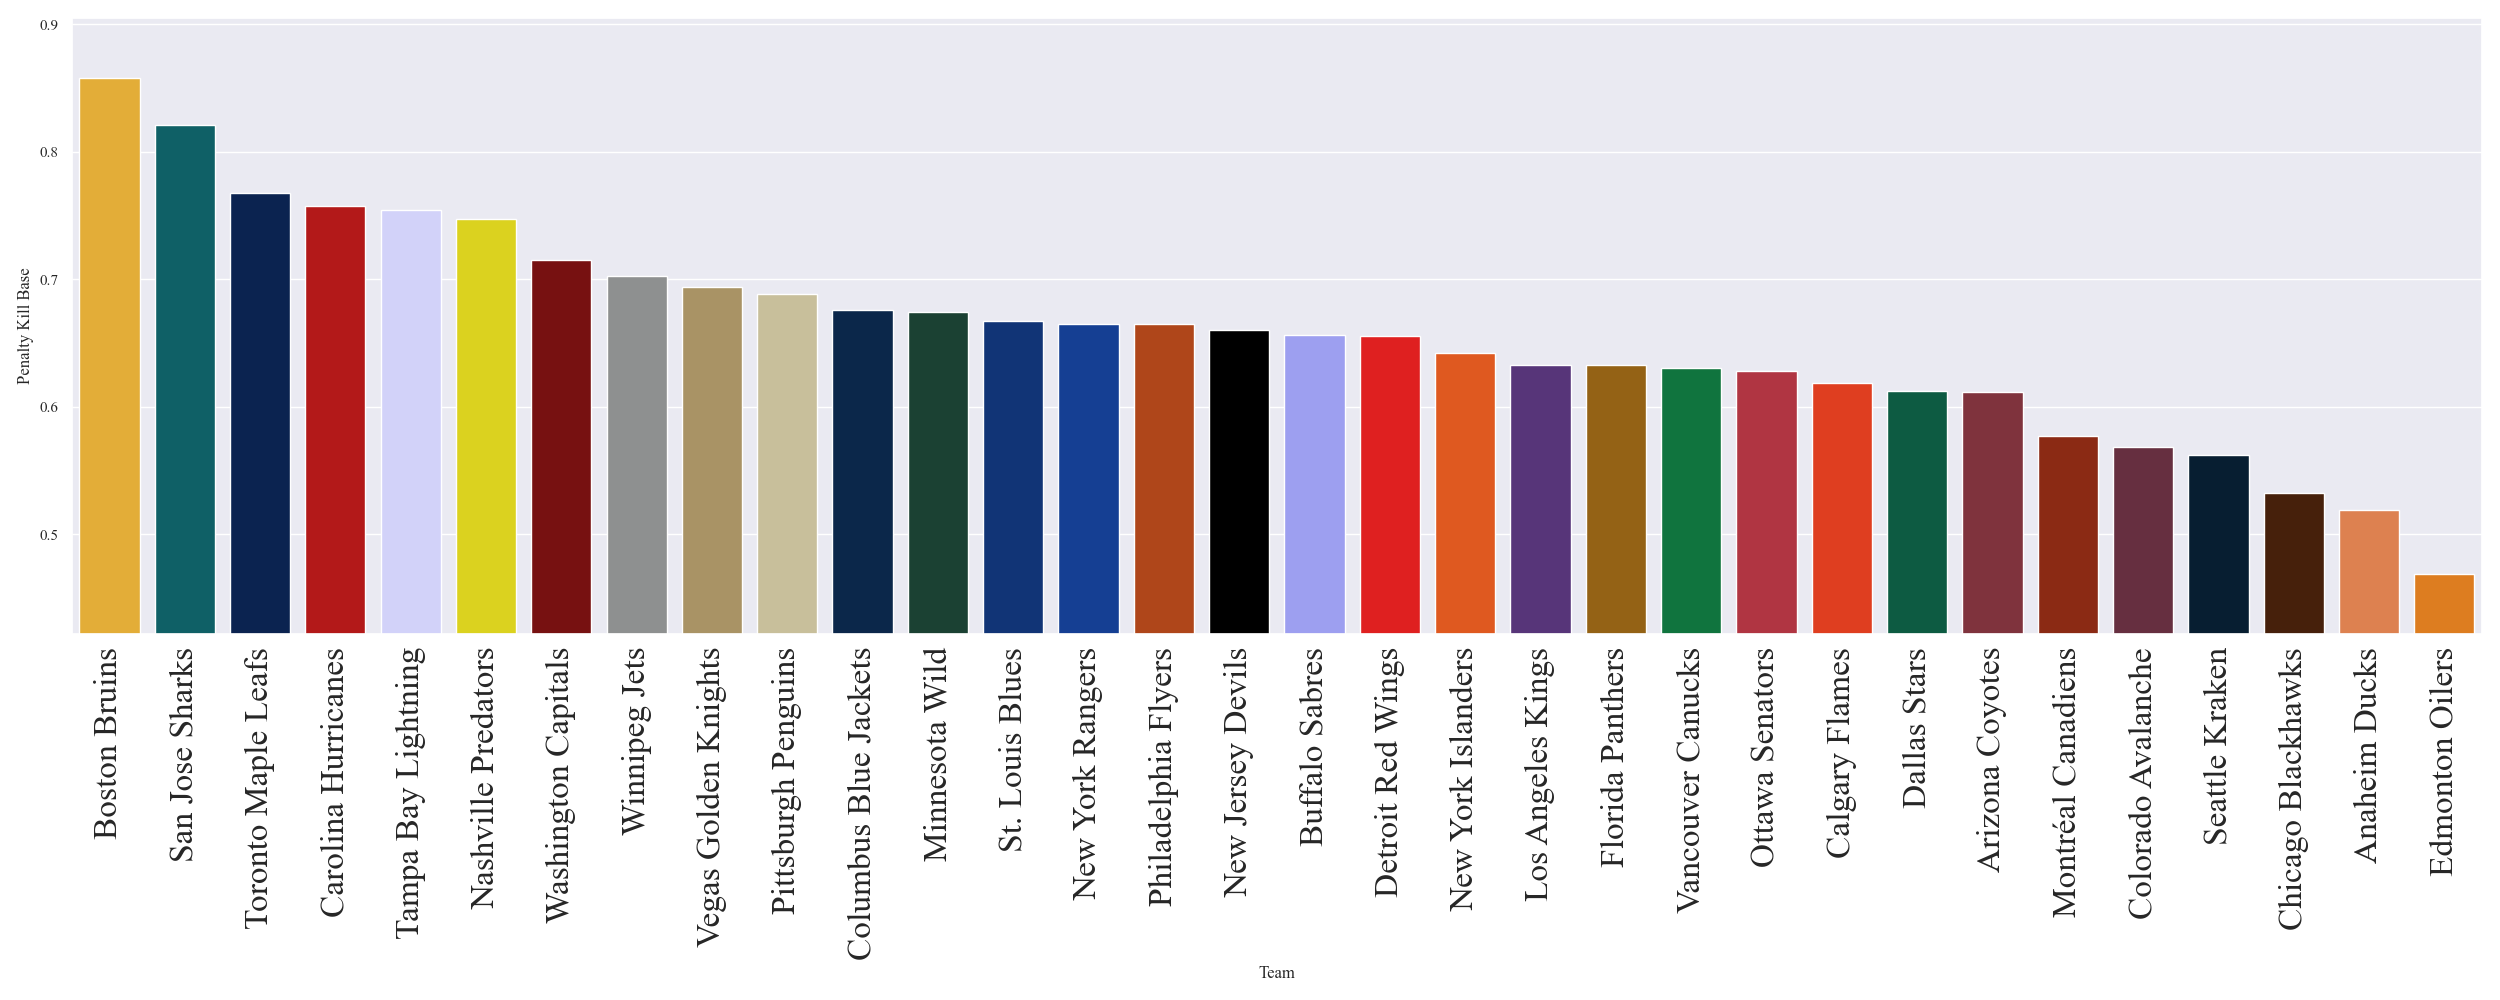 0.9
0.8
0.7
0.6
0.5
Penalty Kill Base
Boston Bruins
San Jose Sharks
Toronto Maple Leafs
Carolina Hurricanes
Tampa Bay Lightning
Nashville Predators
Washington Capitals
Winnipeg Jets
Vegas Golden Knights
Pittsburgh Penguins
Columbus Blue Jackets
Minnesota Wild
St. Louis Blues
New York Rangers
Philadelphia Flyers
New Jersey Devils
Buffalo Sabres
Detroit Red Wings
New York Islanders
Los Angeles Kings
Florida Panthers
Vancouver Canucks
Ottawa Senators
Calgary Flames
Dallas Stars
Arizona Coyotes
Montréal Canadiens
Colorado Avalanche
Seattle Kraken
Chicago Blackhawks
Anaheim Ducks
Edmonton Oilers
Team